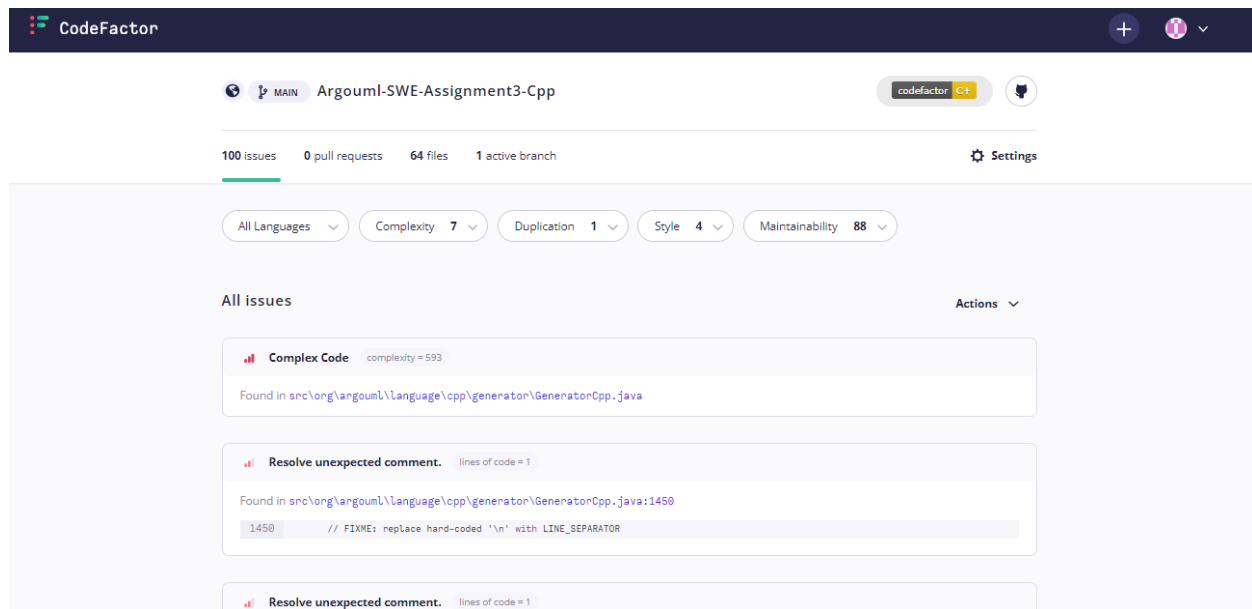 CodeFactor
MAIN Argouml-SWE-Assignment3-Cpp codefactor C+
100 issues 0 pull requests 64 files 1 active branch Settings
All Languages Complexity 7 Duplication 1 Style 4 Maintainability 88
All issues
Actions
Complex Code complexity = 593
Found in src\org\argouml\language\cpp\generator\GeneratorCpp.java
Resolve unexpected comment. lines of code = 1
Found in src\org\argouml\language\cpp\generator\GeneratorCpp.java:1450
1450 // FIXME: replace hard-coded '\n' with LINE_SEPARATOR
Resolve unexpected comment. lines of code = 1